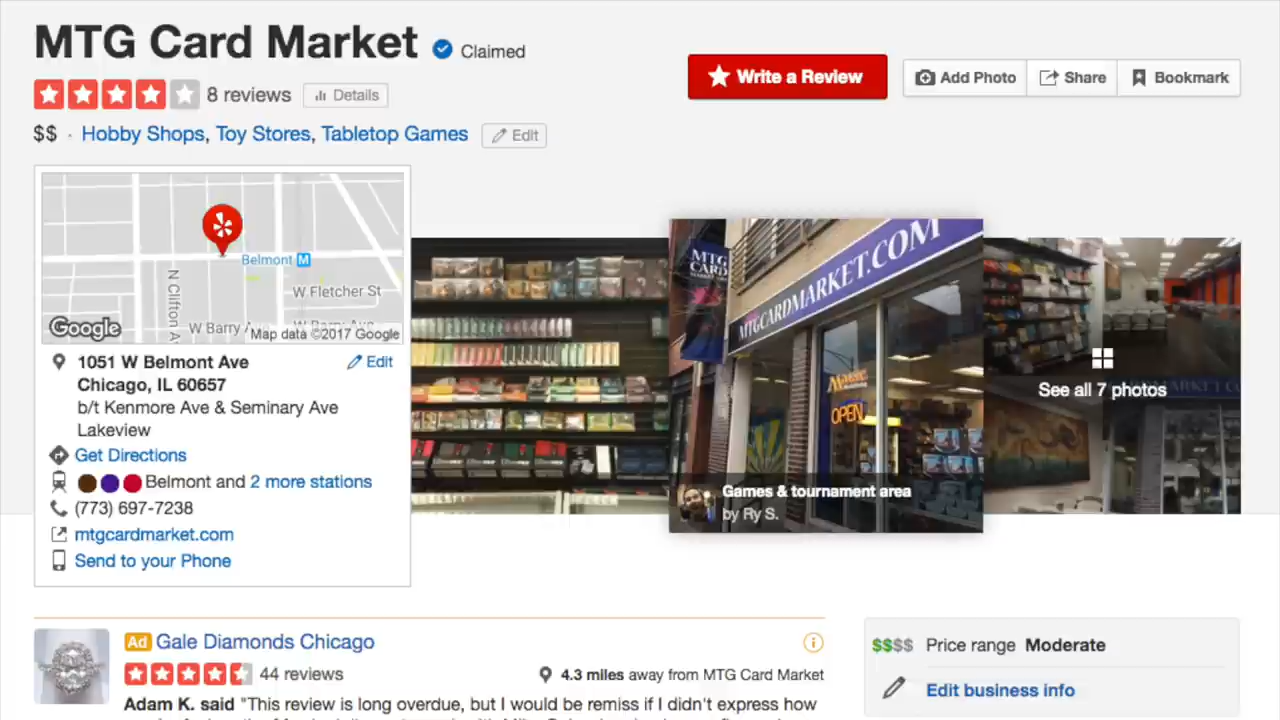 MTG Card Market Claimed
8 reviews Details
Write a Review Add Photo Share Bookmark
$$ · Hobby Shops, Toy Stores, Tabletop Games Edit
Belmont M
N Clifton A
W Fletcher St
W Barry
Google
Map data ©2017 Google
1051 W Belmont Ave Edit
Chicago, IL 60657
b/t Kenmore Ave & Seminary Ave
Lakeview
Get Directions
Belmont and 2 more stations
(773) 697-7238
mtgcardmarket.com
Send to your Phone
MTG
CARD
MTGCARDMARKET.COM
MAGIC
OPEN
Games & tournament area
by Ry S.
See all 7 photos
Ad Gale Diamonds Chicago
44 reviews
4.3 miles away from MTG Card Market
Adam K. said "This review is long overdue, but I would be remiss if I didn't express how
$$$$ Price range Moderate
Edit business info